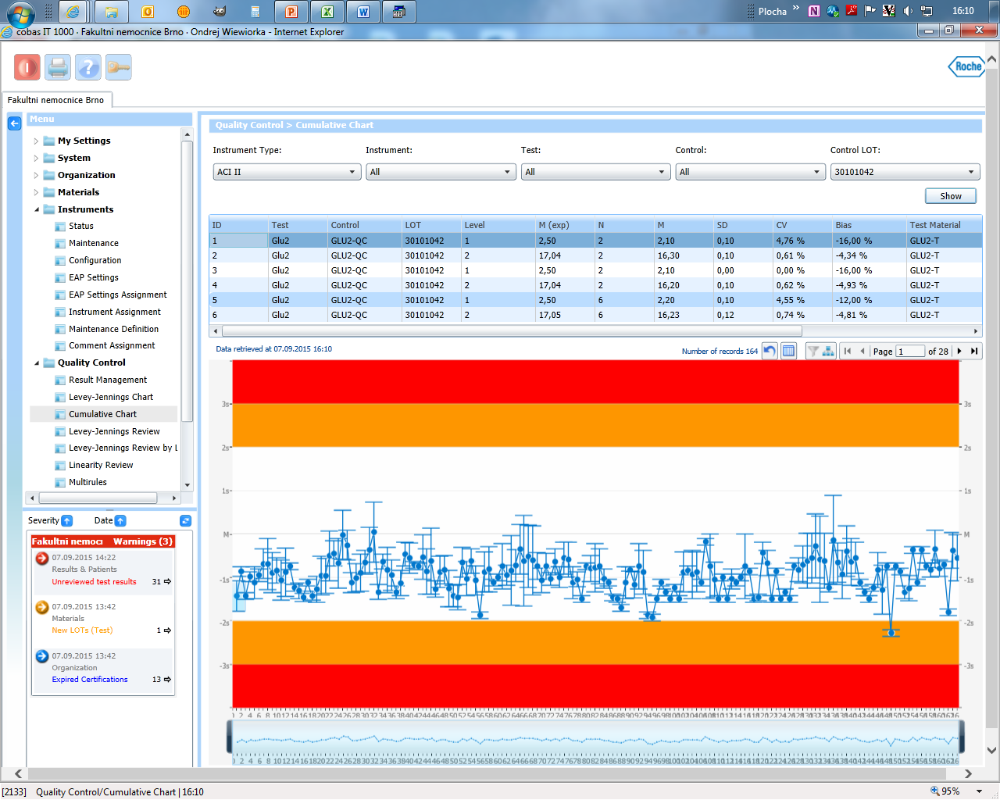 Plocha
16:10
cobas IT 1000 · Fakultni nemocnice Brno · Ondrej Wiewiorka - Internet Explorer
Roche
Fakultni nemocnice Brno
Menu
My Settings
System
Organization
Materials
Instruments
Status
Maintenance
Configuration
EAP Settings
EAP Settings Assignment
Instrument Assignment
Maintenance Definition
Comment Assignment
Quality Control
Result Management
Levey-Jennings Chart
Cumulative Chart
Levey-Jennings Review
Levey-Jennings Review by L
Linearity Review
Multirules
Severity Date
Fakultni nemoci Warnings (3)
07.09.2015 14:22
Results & Patients
Unreviewed test results 31
07.09.2015 13:42
Materials
New LOTs (Test) 1
07.09.2015 13:42
Organization
Expired Certifications 13
Quality Control > Cumulative Chart
Instrument Type: Instrument: Test: Control: Control LOT:
ACI II All All All 30101042
Show
ID Test Control LOT Level M (exp) N M SD CV Bias Test Material
1 Glu2 GLU2-QC 30101042 1 2,50 2 2,10 0,10 4,76 % -16,00 % GLU2-T
2 Glu2 GLU2-QC 30101042 2 17,04 2 16,30 0,10 0,61 % -4,34 % GLU2-T
3 Glu2 GLU2-QC 30101042 1 2,50 2 2,10 0,00 0,00 % -16,00 % GLU2-T
4 Glu2 GLU2-QC 30101042 2 17,04 2 16,20 0,10 0,62 % -4,93 % GLU2-T
5 Glu2 GLU2-QC 30101042 1 2,50 6 2,20 0,10 4,55 % -12,00 % GLU2-T
6 Glu2 GLU2-QC 30101042 2 17,05 6 16,23 0,12 0,74 % -4,81 % GLU2-T
Data retrieved at 07.09.2015 16:10
Number of records 164
Page 1 of 28
3s 3s
2s 2s
1s 1s
M M
-1s -1s
-2s -2s
-3s -3s
[2133] Quality Control/Cumulative Chart | 16:10
95%